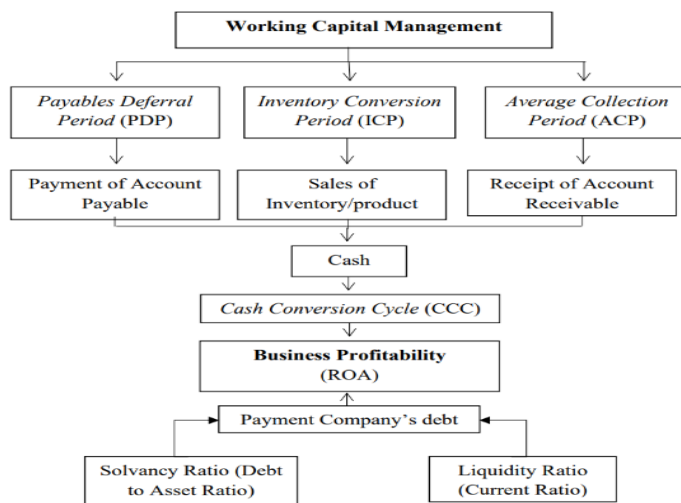 Working Capital Management
Payables Deferral
Period (PDP)
Inventory Conversion
Period (ICP)
Average Collection
Period (ACP)
Payment of Account
Payable
Sales of
Inventory/product
Receipt of Account
Receivable
Cash
Cash Conversion Cycle (CCC)
Business Profitability
(ROA)
Payment Company's debt
Solvancy Ratio (Debt
to Asset Ratio)
Liquidity Ratio
(Current Ratio)